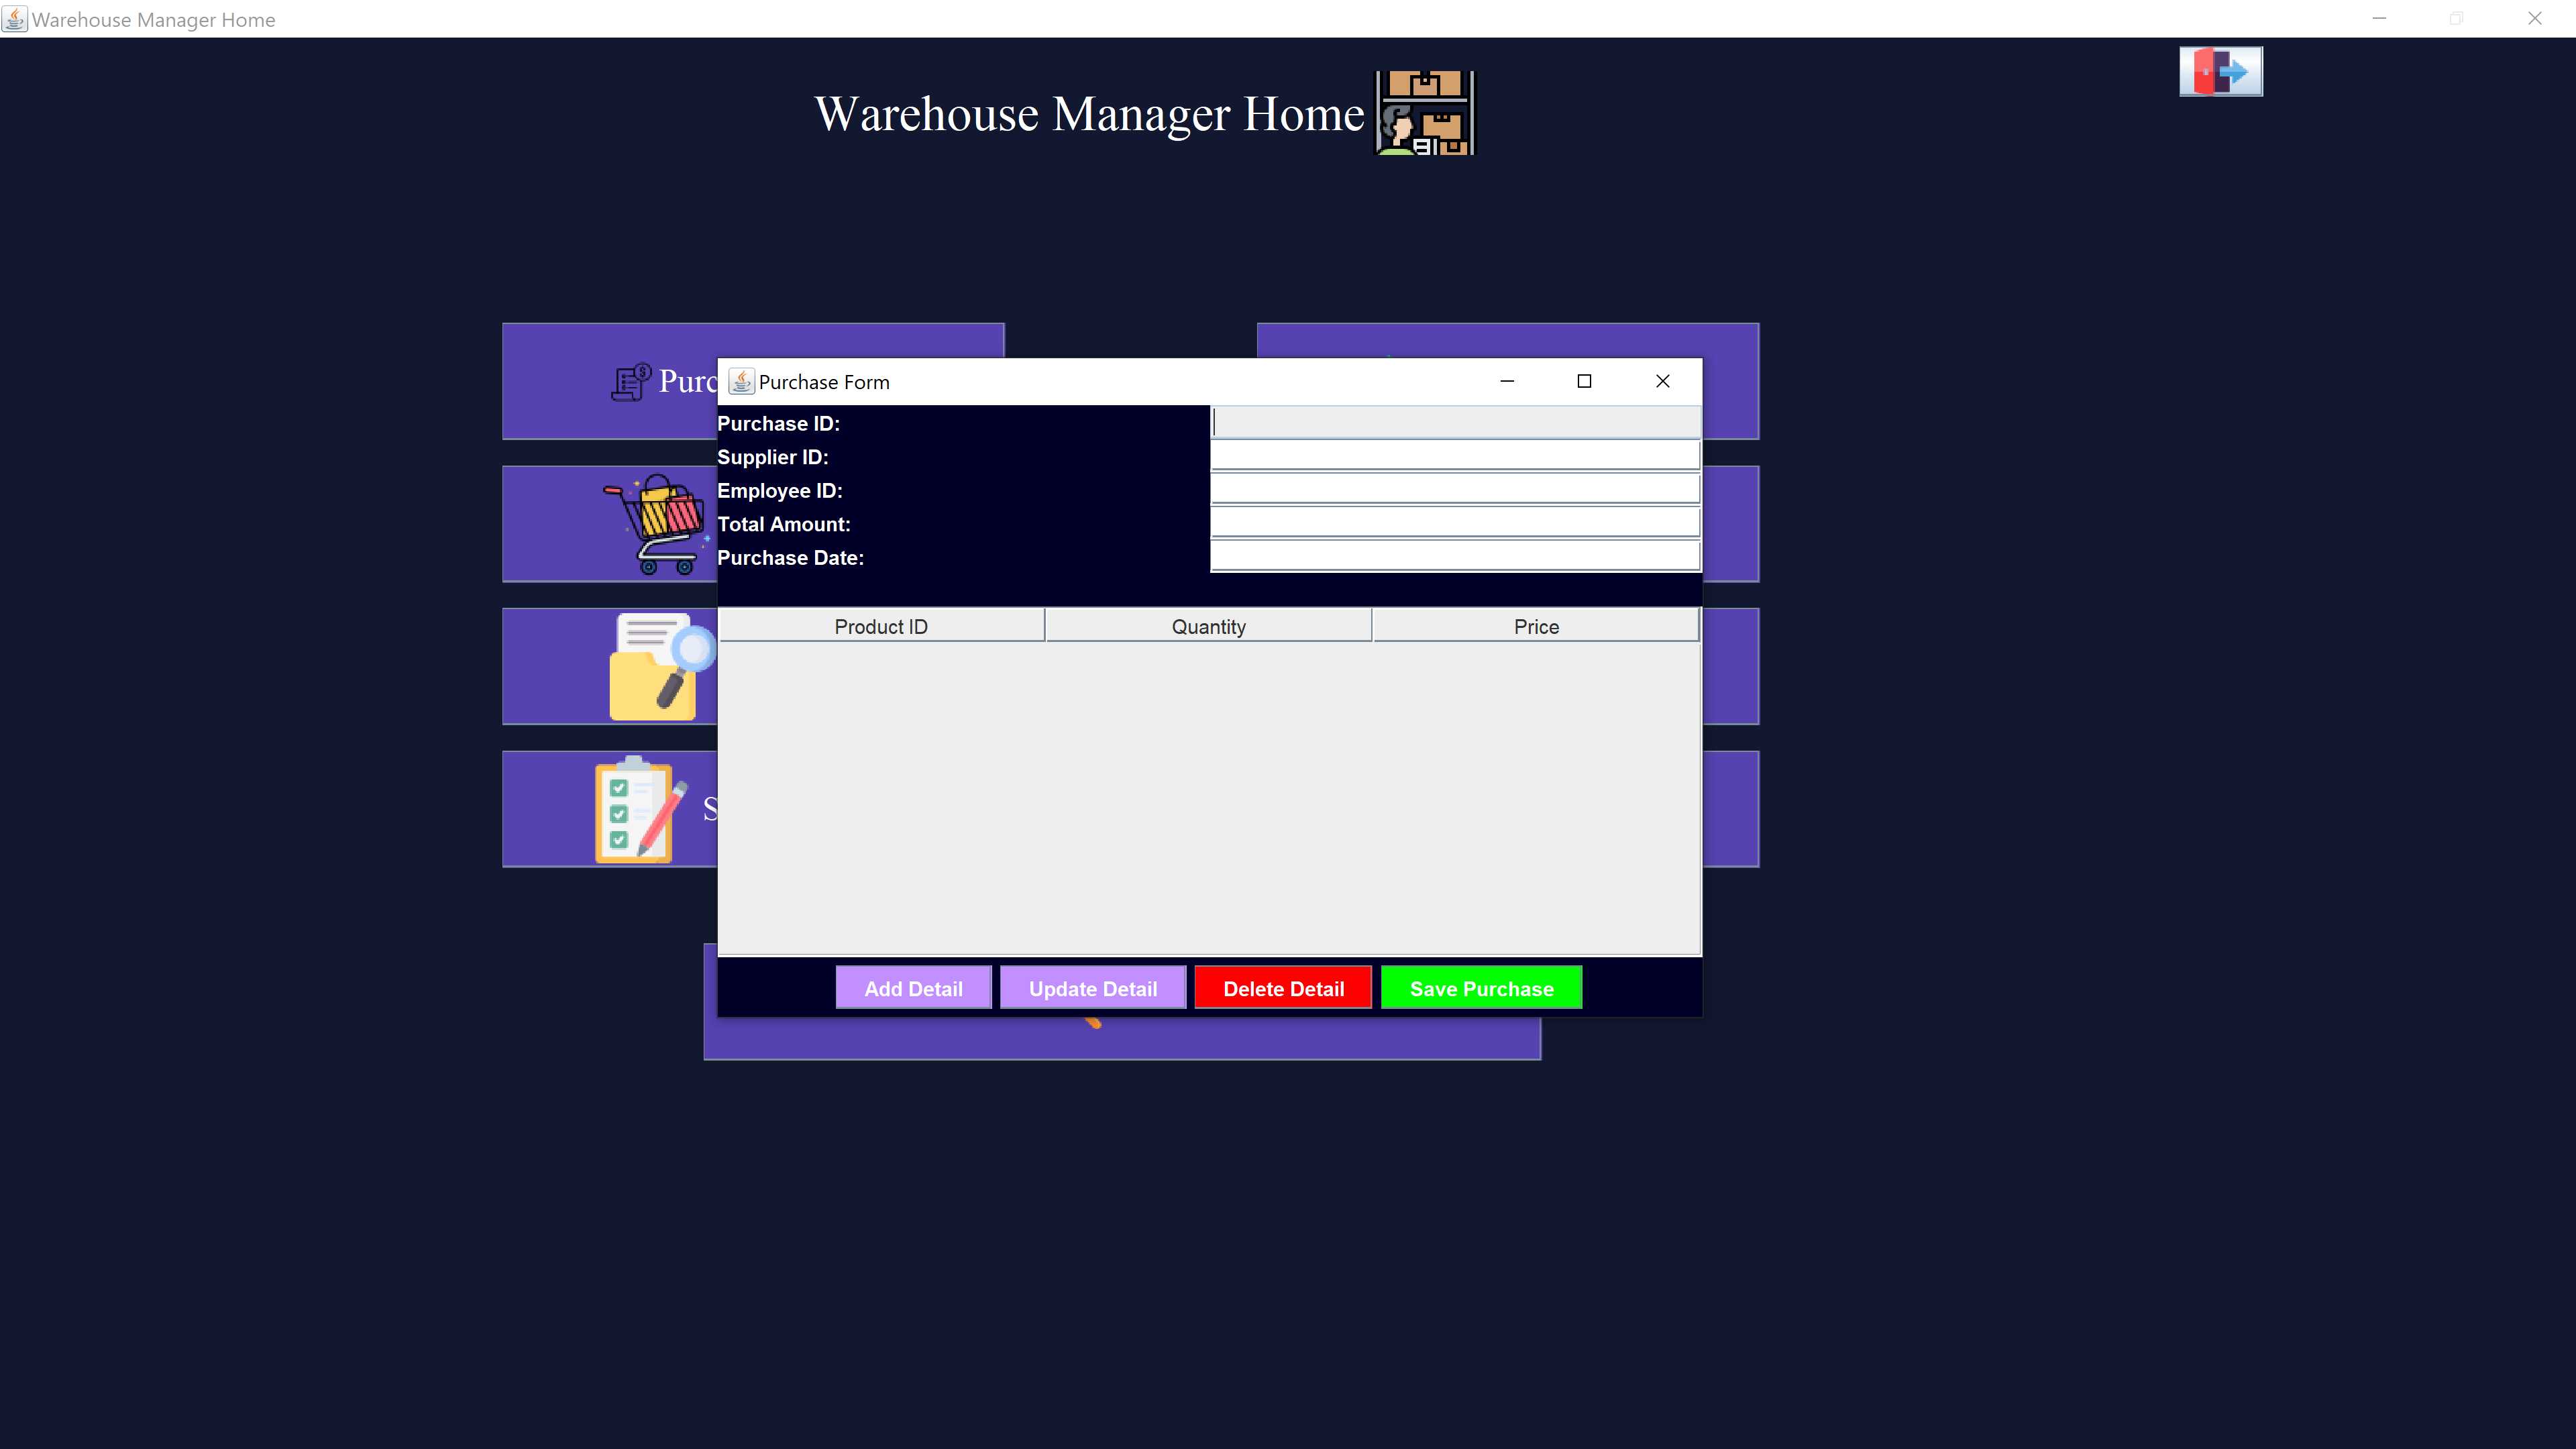 Warehouse Manager Home
Warehouse Manager Home
Purchase Form
Purchase ID:
Supplier ID:
Employee ID:
Total Amount:
Purchase Date:
Product ID Quantity Price
Add Detail Update Detail Delete Detail Save Purchase